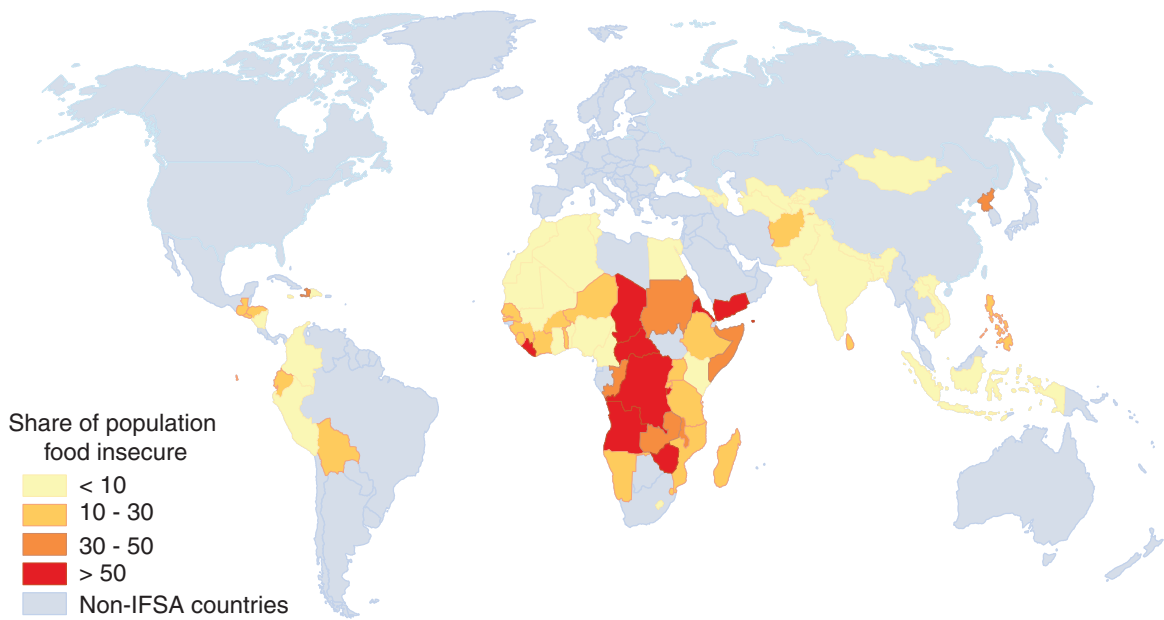 Share of population
food insecure
< 10
10 - 30
30 - 50
> 50
Non-IFSA countries